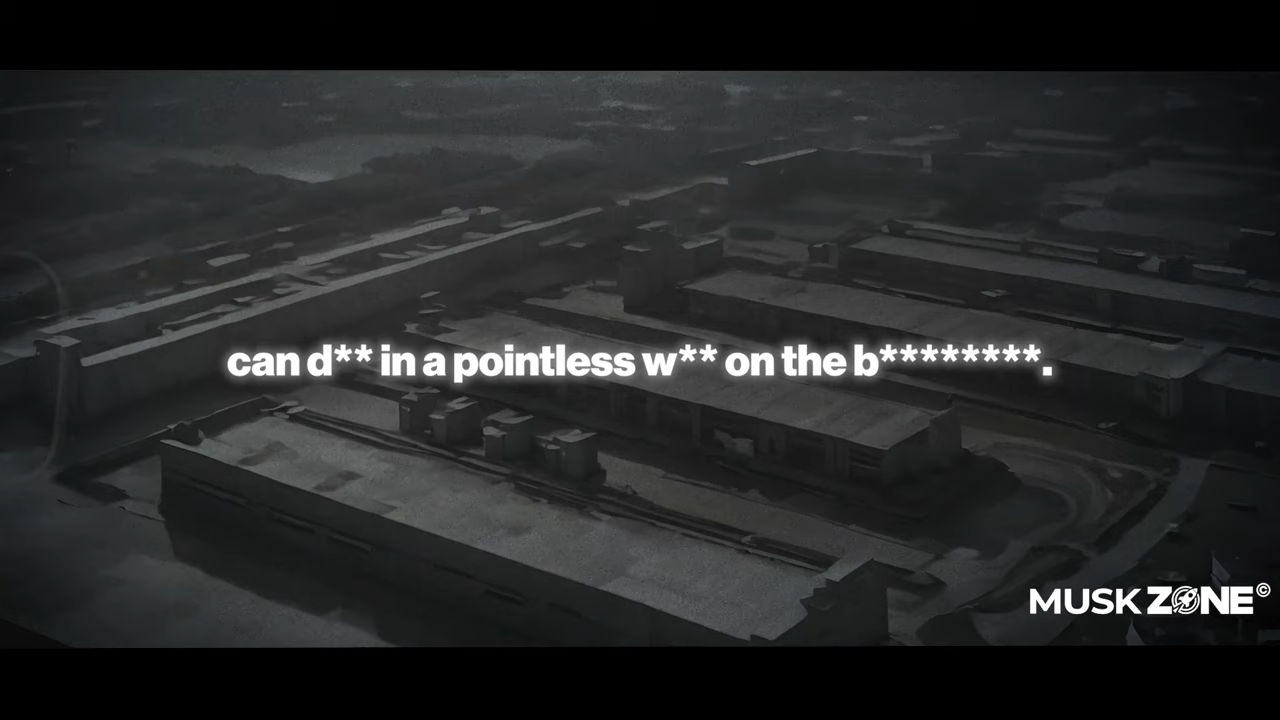 can d** in a pointless w** on the b********.
MUSK ZONE©